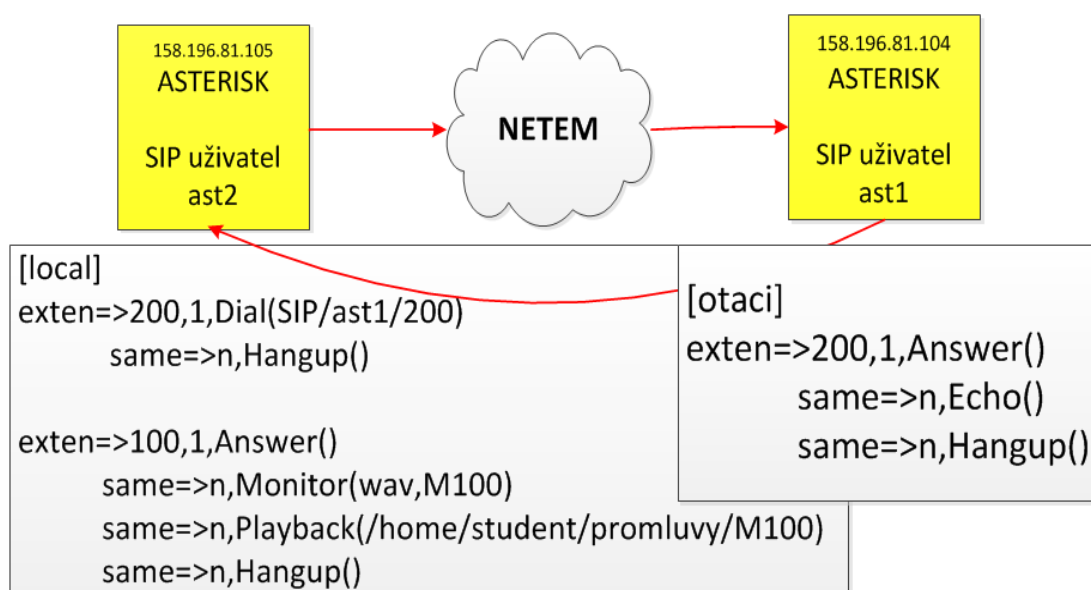 158.196.81.105
ASTERISK
SIP uživatel
ast2
NETEM
158.196.81.104
ASTERISK
SIP uživatel
ast1
[local]
exten=>200,1,Dial(SIP/ast1/200)
same=>n,Hangup()
exten=>100,1,Answer()
same=>n,Monitor(wav,M100)
same=>n,Playback(/home/student/promluvy/M100)
same=>n,Hangup()
[otaci]
exten=>200,1,Answer()
same=>n,Echo()
same=>n,Hangup()